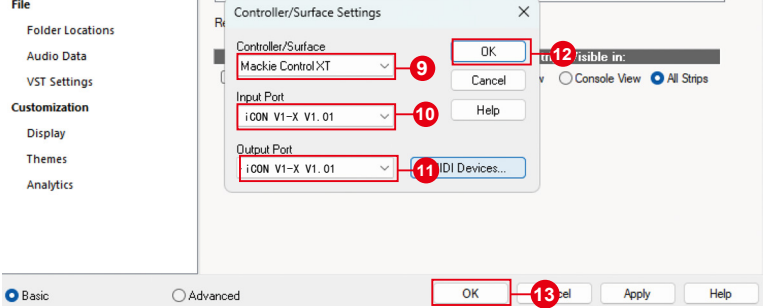 File
Folder Locations
Audio Data
VST Settings
Customization
Display
Themes
Analytics
Controller/Surface Settings
Controller/Surface
Mackie Control XT
9
Input Port
iCON V1-X V1.01
10
Output Port
iCON V1-X V1.01
11
OK
12
Cancel
Help
IDI Devices...
isible in:
Console View
All Strips
Basic
Advanced
OK
13
cel
Apply
Help